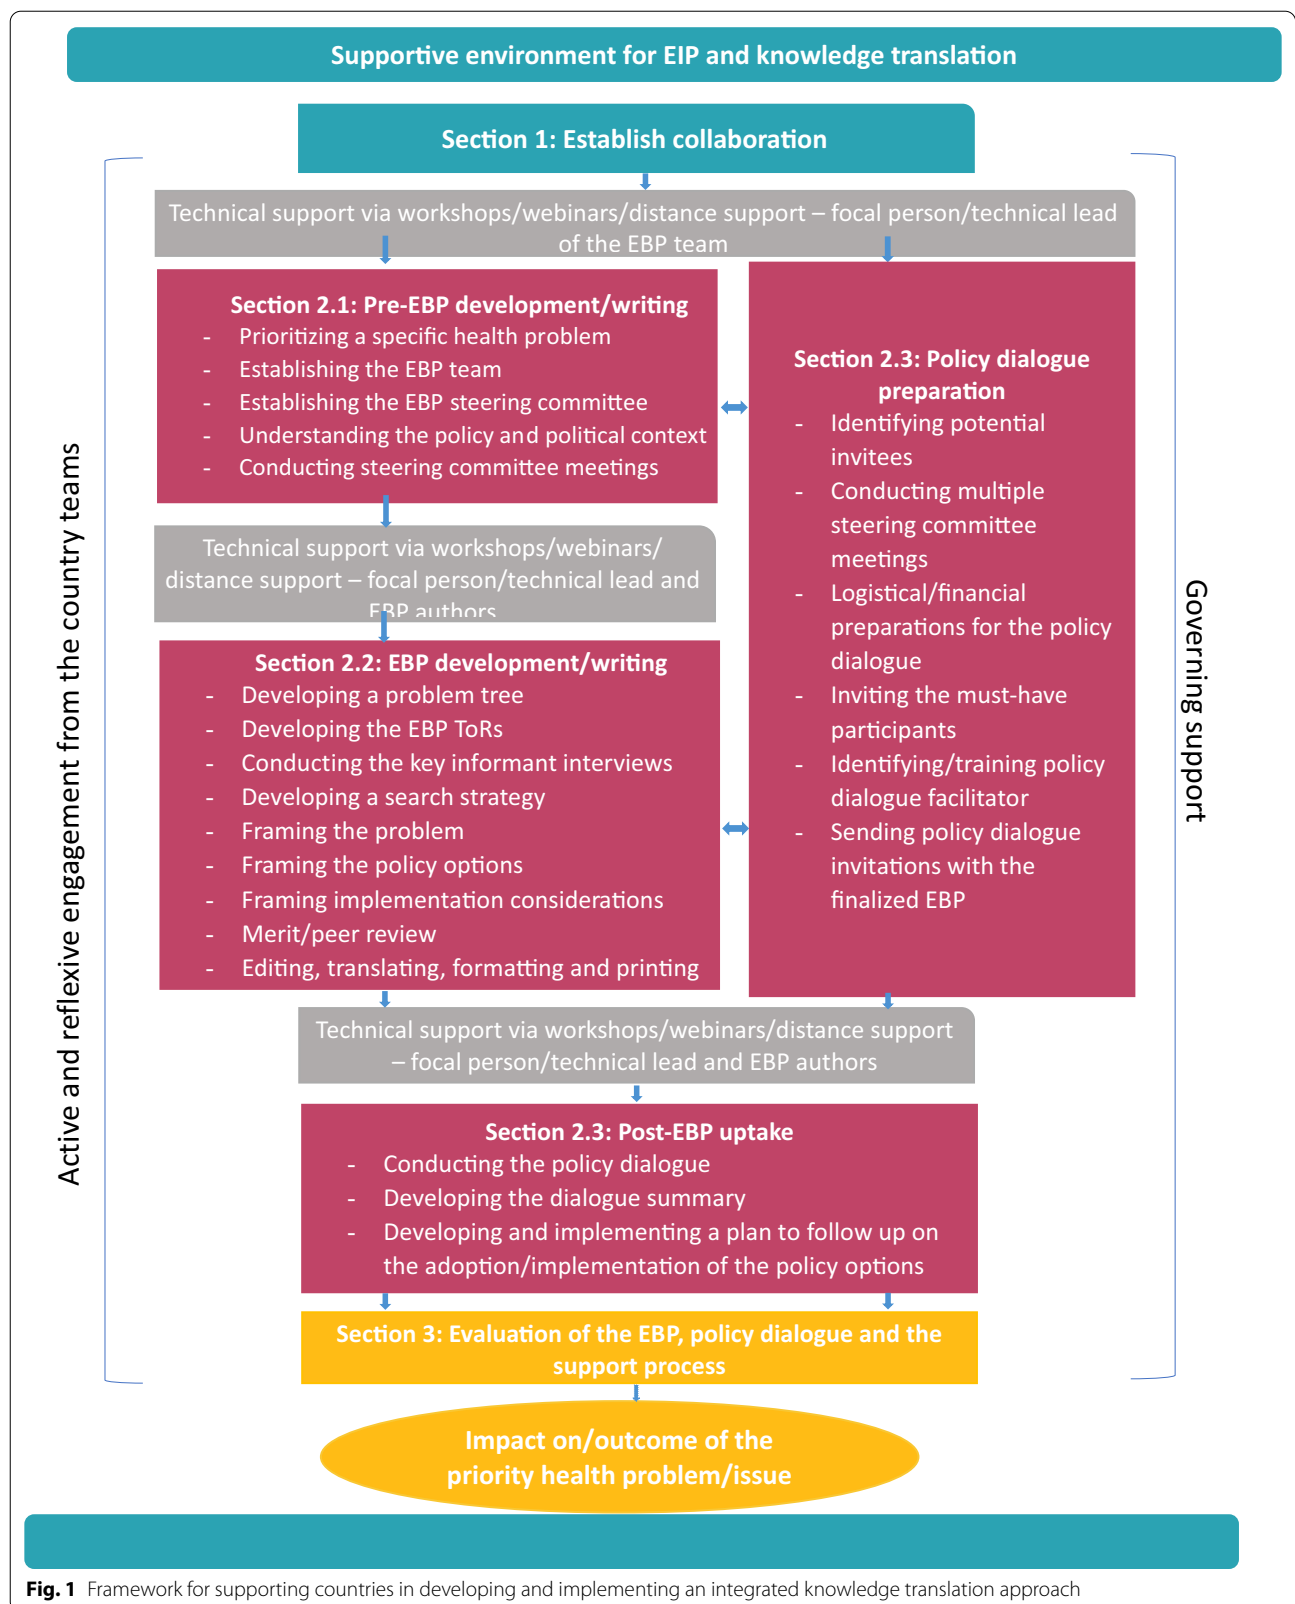 Supportive environment for EIP and knowledge translation
Section 1: Establish collaboration
Technical support via workshops/webinars/distance support – focal person/technical lead
of the EBP team
Section 2.1: Pre-EBP development/writing
- Prioritizing a specific health problem
- Establishing the EBP team
- Establishing the EBP steering committee
- Understanding the policy and political context
- Conducting steering committee meetings
Technical support via workshops/webinars/
distance support – focal person/technical lead and
EBP authors
Section 2.2: EBP development/writing
- Developing a problem tree
- Developing the EBP ToRs
- Conducting the key informant interviews
- Developing a search strategy
- Framing the problem
- Framing the policy options
- Framing implementation considerations
- Merit/peer review
- Editing, translating, formatting and printing
Section 2.3: Policy dialogue
preparation
- Identifying potential
invitees
- Conducting multiple
steering committee
meetings
- Logistical/financial
preparations for the policy
dialogue
- Inviting the must-have
participants
- Identifying/training policy
dialogue facilitator
- Sending policy dialogue
invitations with the
finalized EBP
Technical support via workshops/webinars/distance support
– focal person/technical lead and EBP authors
Section 2.3: Post-EBP uptake
- Conducting the policy dialogue
- Developing the dialogue summary
- Developing and implementing a plan to follow up on
the adoption/implementation of the policy options
Section 3: Evaluation of the EBP, policy dialogue and the
support process
Impact on/outcome of the
priority health problem/issue
Active and reflexive engagement from the country teams
Governing support
Fig. 1 Framework for supporting countries in developing and implementing an integrated knowledge translation approach